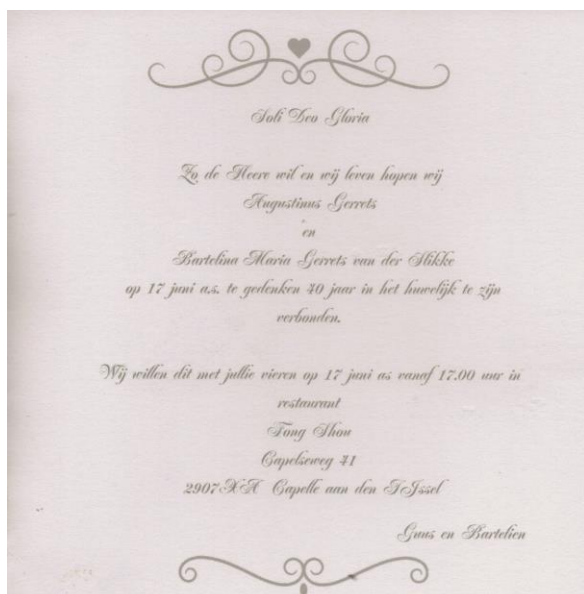 Soli Deo Gloria
Zo de Heere wil en wij leven hopen wij
Augustinus Gerrets
en
Bartelina Maria Gerrets van der Slikke
op 17 juni a.s. te gedenken 40 jaar in het huwelijk te zijn
verbonden.
Wij willen dit met jullie vieren op 17 juni as vanaf 17.00 uur in
restaurant
Tong Shou
Capelseweg 41
2907XA Capelle aan den IJssel
Guus en Bartelien